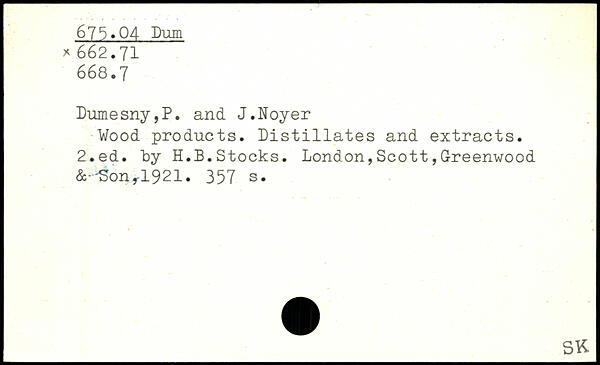 675.04 Dum
x 662.71
668.7
Dumesny,P. and J.Noyer
Wood products. Distillates and extracts.
2.ed. by H.B.Stocks. London,Scott,Greenwood
& Son,1921. 357 s.
SK